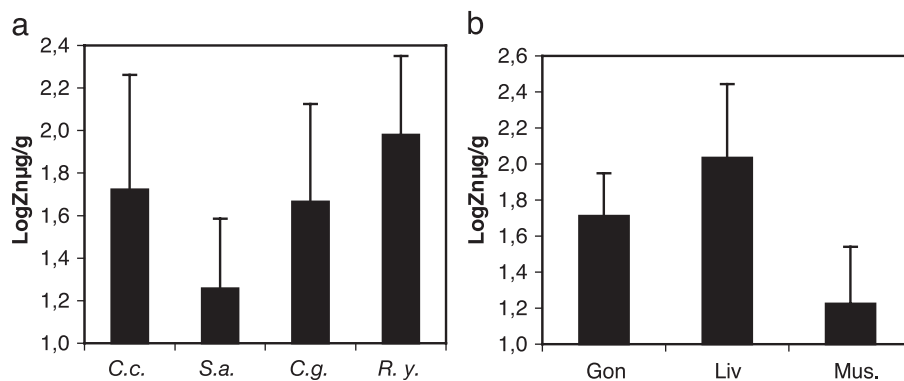 a
2,4
2,2
2,0
1,8
1,6
1,4
1,2
1,0
LogZnµg/g
C.c. S.a. C.g. R. y.
b
2,6
2,4
2,2
2,0
1,8
1,6
1,4
1,2
1,0
LogZnµg/g
Gon Liv Mus.